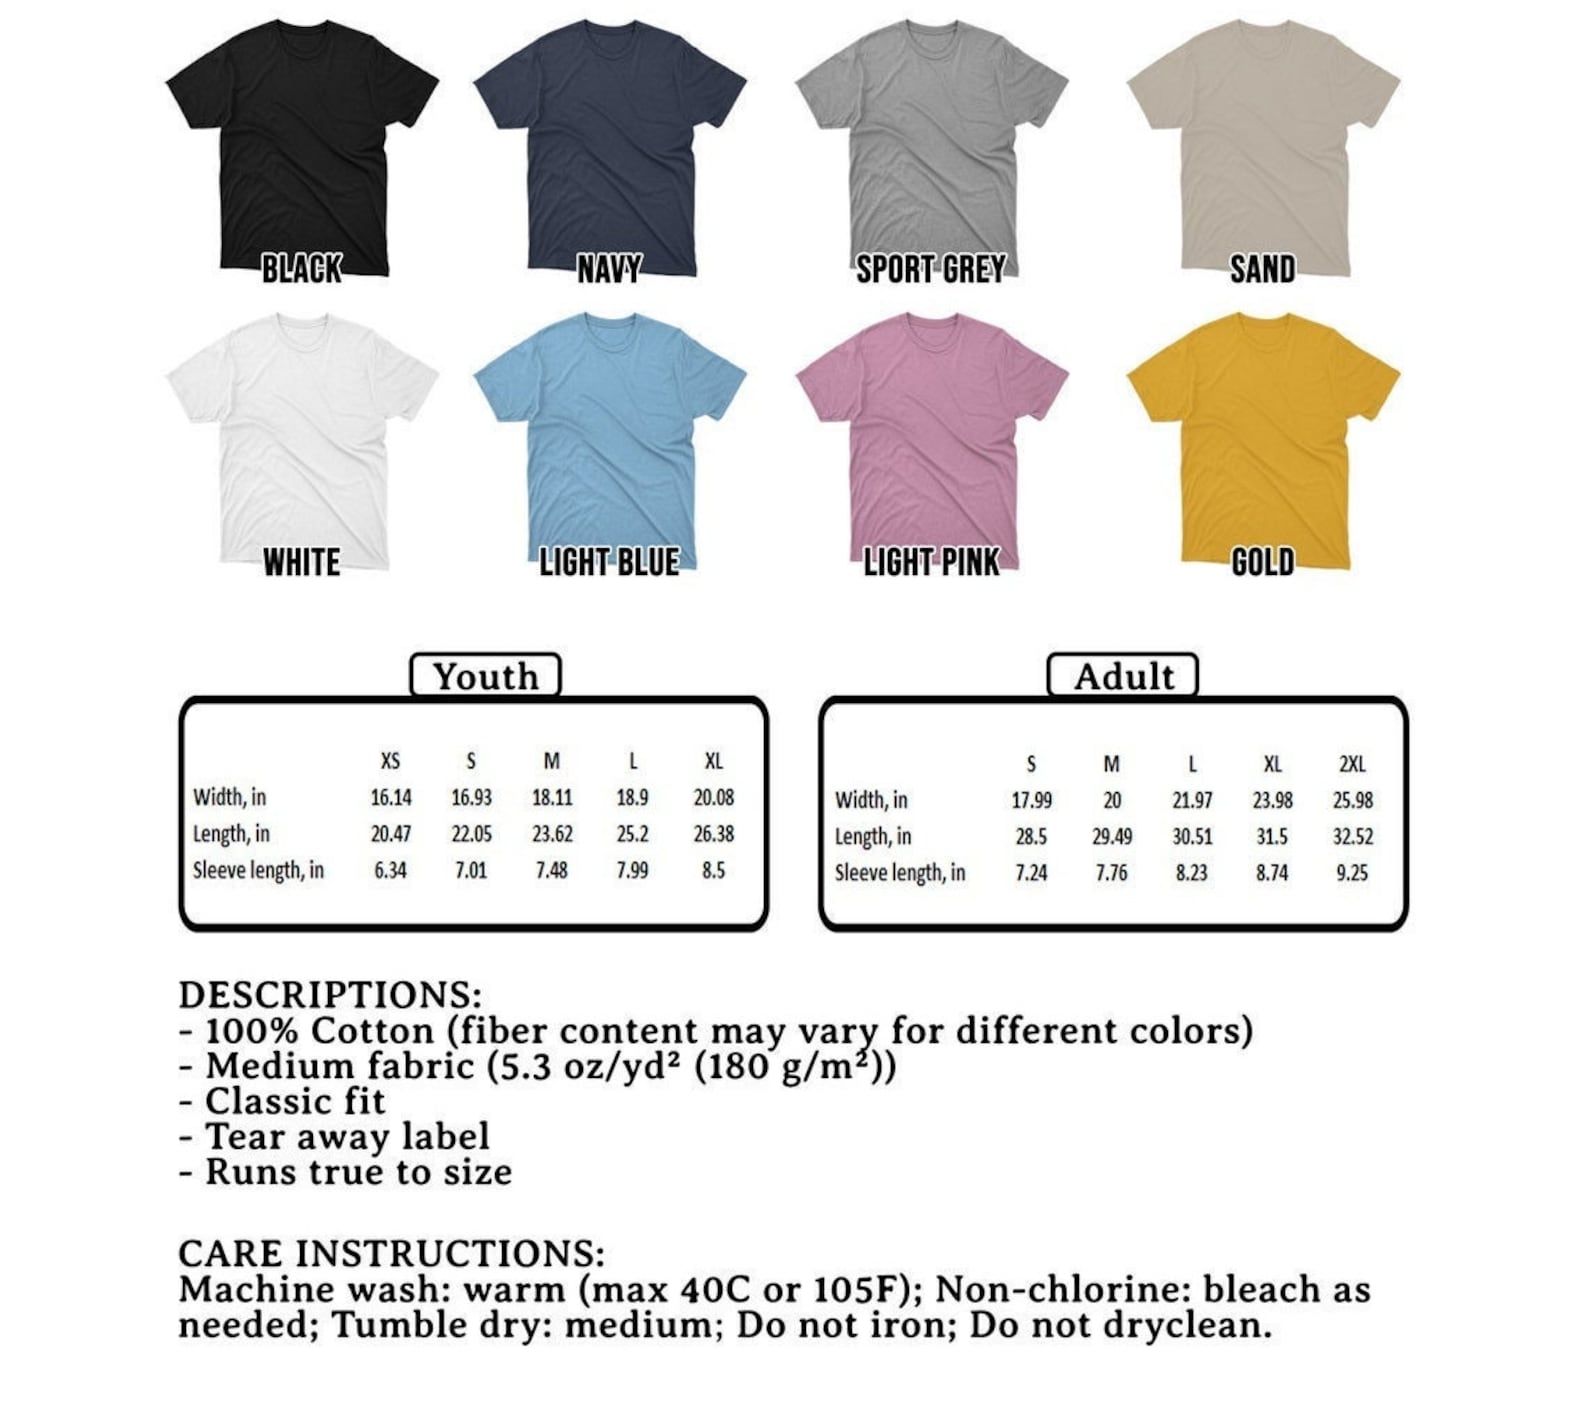 BLACK NAVY SPORT GREY SAND
WHITE LIGHT BLUE LIGHT PINK GOLD
Youth
XS S M L XL
Width, in 16.14 16.93 18.11 18.9 20.08
Length, in 20.47 22.05 23.62 25.2 26.38
Sleeve length, in 6.34 7.01 7.48 7.99 8.5
Adult
S M L XL 2XL
Width, in 17.99 20 21.97 23.98 25.98
Length, in 28.5 29.49 30.51 31.5 32.52
Sleeve length, in 7.24 7.76 8.23 8.74 9.25
DESCRIPTIONS:
- 100% Cotton (fiber content may vary for different colors)
- Medium fabric (5.3 oz/yd² (180 g/m²))
- Classic fit
- Tear away label
- Runs true to size
CARE INSTRUCTIONS:
Machine wash: warm (max 40C or 105F); Non-chlorine: bleach as
needed; Tumble dry: medium; Do not iron; Do not dryclean.